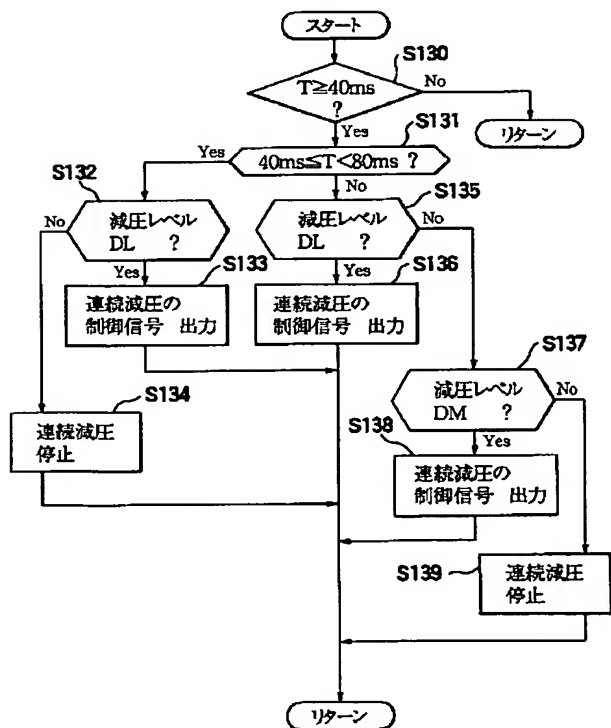 スタート
S130
T≧40ms
?
No
リターン
Yes
S131
40ms≦T<80ms ?
Yes
No
S132
減圧レベル
DL ?
No
Yes
S133
連続減圧の
制御信号 出力
S134
連続減圧
停止
S135
減圧レベル
DL ?
No
Yes
S136
連続減圧の
制御信号 出力
S137
減圧レベル
DM ?
No
Yes
S138
連続減圧の
制御信号 出力
S139
連続減圧
停止
リターン